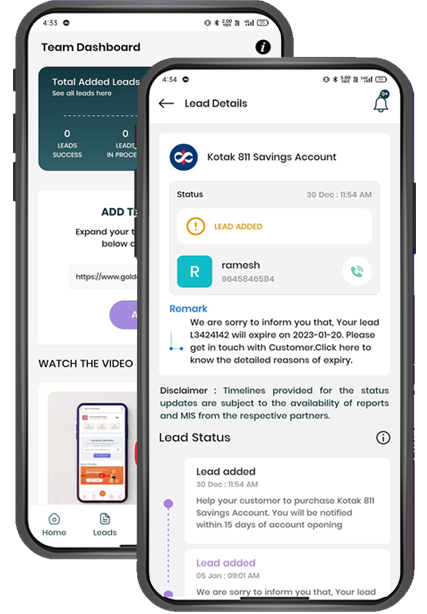 4:33
Team Dashboard
Total Added Leads
See all leads here
0
0
LEADS
LEADS
SUCCESS
IN PROCE
ADD TE
Expand your t
below a
https://www.gold
A
WATCH THE VIDEO
Home
Leads
4:34
Lead Details
9+
Kotak 811 Savings Account
Status
30 Dec : 11:54 AM
LEAD ADDED
R
ramesh
9645846584
Remark
We are sorry to inform you that, Your lead
L3424142 will expire on 2023-01-20. Please
get in touch with Customer.Click here to
know the detailed reasons of expiry.
Disclaimer : Timelines provided for the status
updates are subject to the availability of reports
and MIS from the respective partners.
Lead Status
Lead added
30 Dec : 11:54 AM
Help your customer to purchase Kotak 811
Savings Account. You will be notified
within 15 days of account opening
Lead added
05 Jan : 09:01 AM
We are sorry to inform you that, Your lead